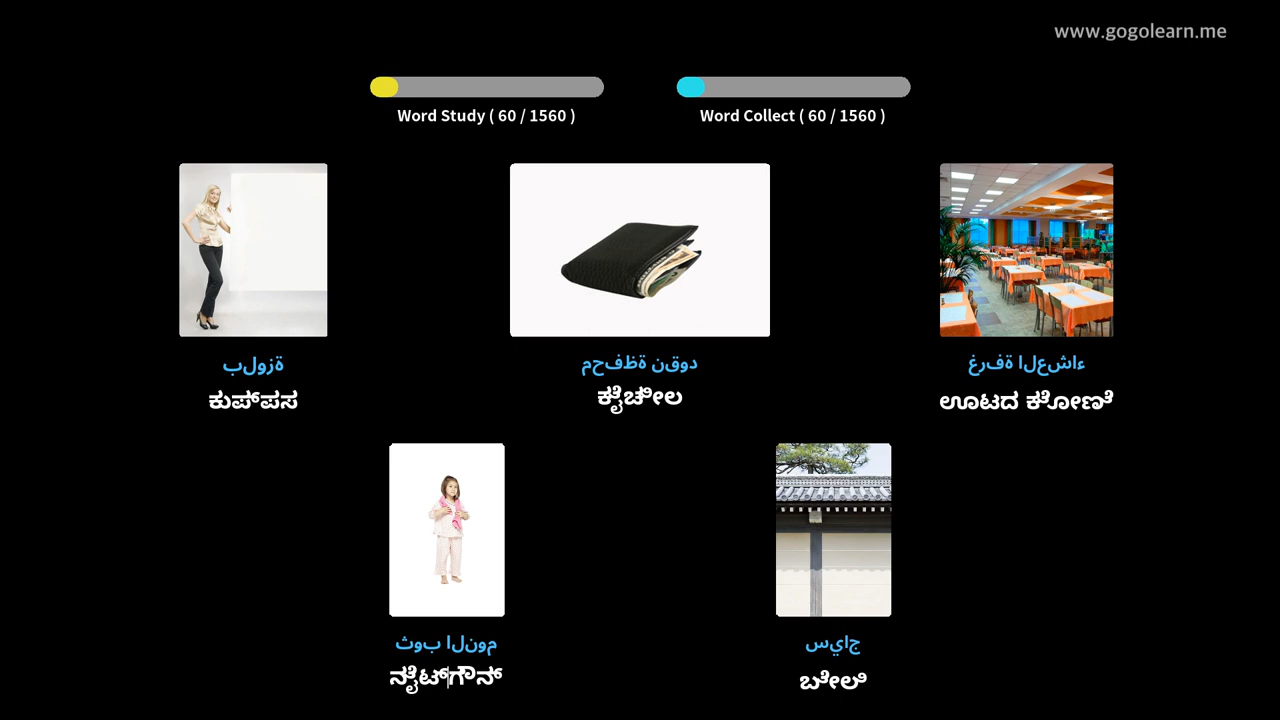 www.gogolearn.me
Word Study ( 60 / 1560 )
Word Collect ( 60 / 1560 )
بلوزة
محفظة نقود
غرفة العشاء
ಕುಪ್ಪಸ
ಕೈಚೀಲ
ಊಟದ ಕೋಣೆ
ثوب النوم
سياج
ನೈಟ್‌ಗೌನ್
ಬೇಲಿ